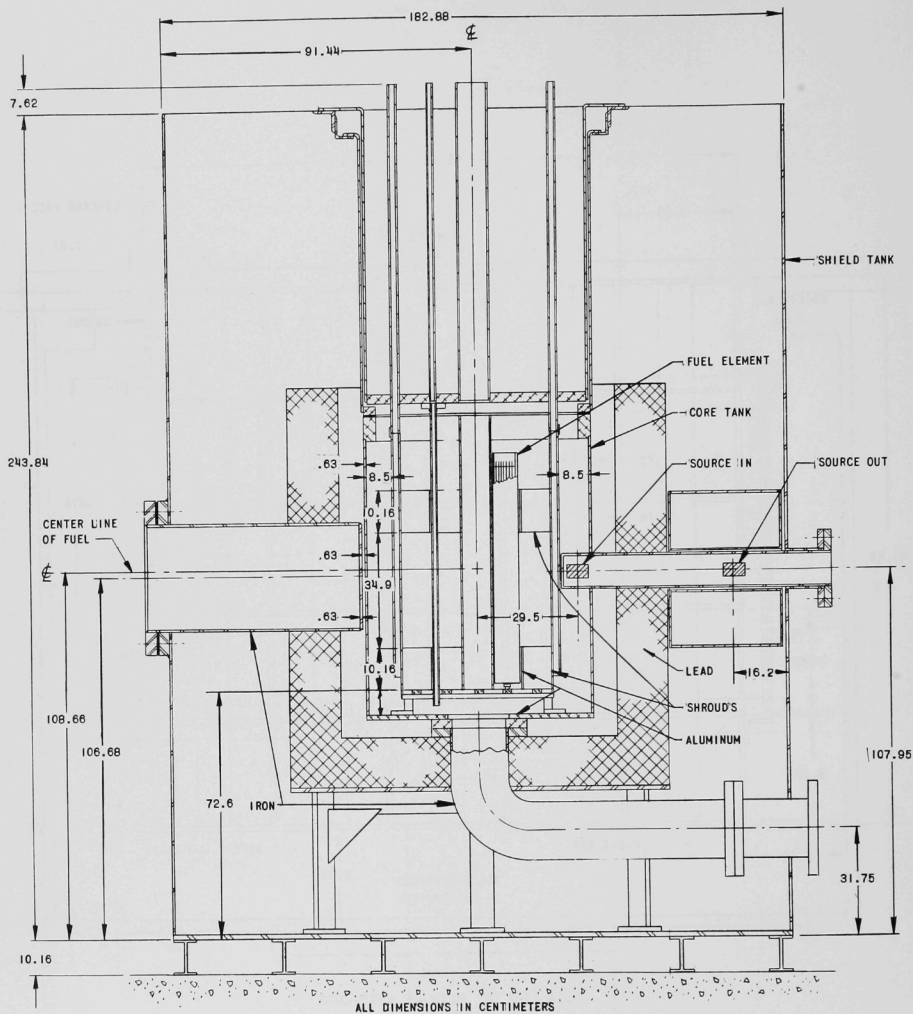 182.88
℄
91.44
7.62
SHIELD TANK
FUEL ELEMENT
CORE TANK
.63
SOURCE IN
SOURCE OUT
243.84
8.5
8.5
10.16
CENTER LINE
OF FUEL
.63
℄
34.9
.63
29.5
10.16
LEAD
16.2
SHROUD'S
108.66
ALUMINUM
106.68
107.95
72.6
IRON
31.75
10.16
ALL DIMENSIONS IN CENTIMETERS